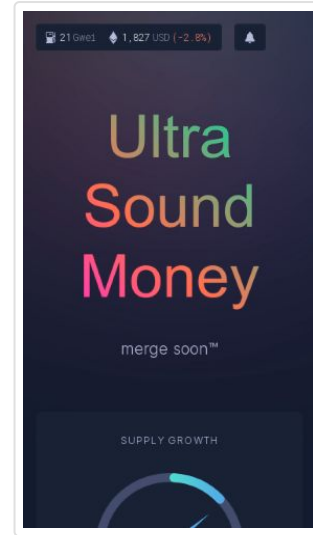 21 Gwei 1,827 USD (-2.8%)
Ultra
Sound
Money
merge soon™
SUPPLY GROWTH